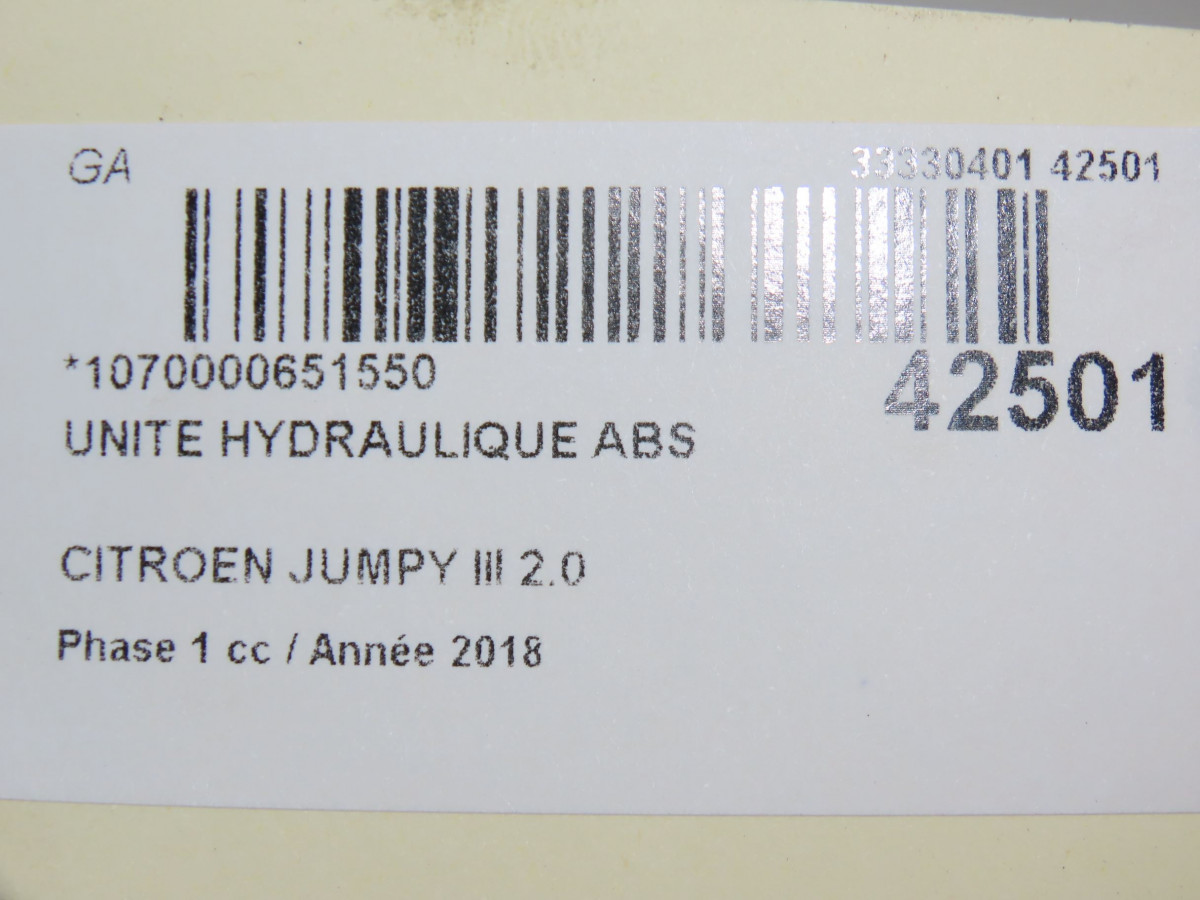 GA 33330401 42501
*1070000651550 42501
UNITE HYDRAULIQUE ABS
CITROEN JUMPY III 2.0
Phase 1 cc / Année 2018